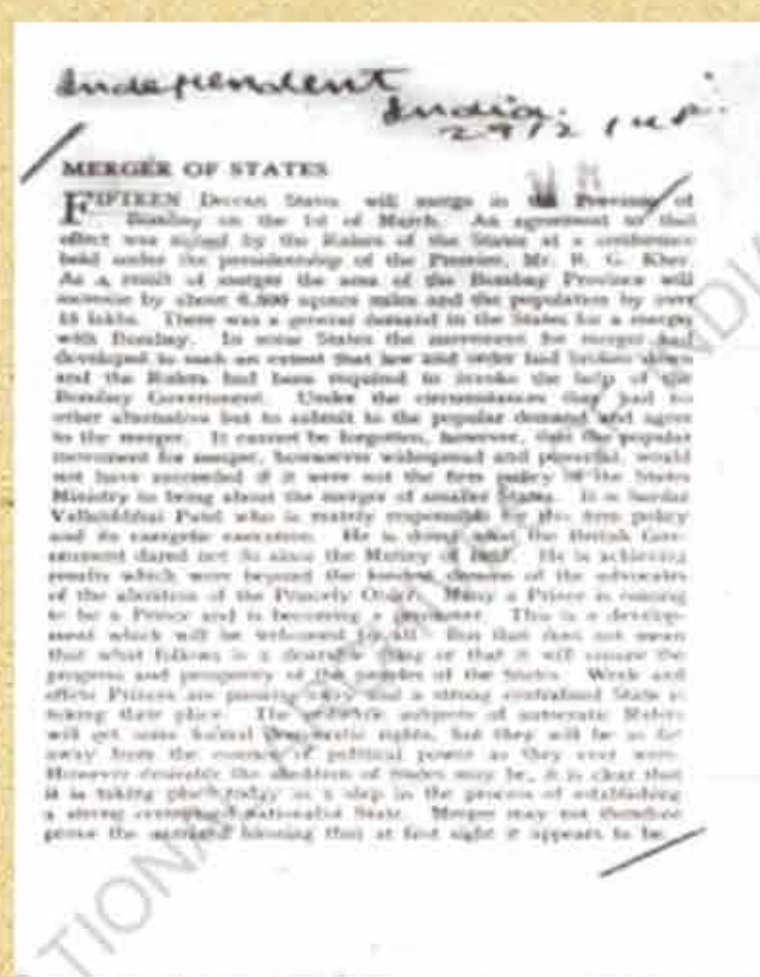 Independent
India.
29/2
MERGER OF STATES
FIFTEEN Deccan States will merge in the Province of
Bombay on the 1st of March. An agreement to that
effect was signed by the Rulers of the States at a conference
held under the presidentship of the Premier, Mr. B. G. Kher.
As a result of merger the area of the Bombay Province will
increase by about square miles and the population by over
lakhs. There was a general demand in the States for a merger
with Bombay. In some States the movement for merger had
developed to such an extent that law and order had broken down
and the Rulers had been required to invoke the help of the
Bombay Government. Under the circumstances they had no
other alternative but to submit to the popular demand and agree
to the merger. It cannot be forgotten, however, that the popular
movement for merger, howsoever widespread and powerful, would
not have succeeded if it were not the firm policy of the States
Ministry to bring about the merger of smaller States. It is Sardar
Vallabhbhai Patel who is mainly responsible for this firm policy
and its energetic execution. He is doing what the British Gov-
ernment dared not do since the Mutiny of 1857. He is achieving
results which were beyond the dreams of the advocates
of the abolition of the Princely Order. Many a Prince is ceasing
to be a Prince and is becoming a pensioner. This is a develop-
ment which will be welcomed by all. But that does not mean
that what follows is a desirable thing or that it will ensure the
progress and prosperity of the peoples of the States. Weak and
effete Princes are passing away and a strong centralised State is
taking their place. The erstwhile subjects of autocratic Rulers
will get some formal democratic rights, but they will be as far
away from the essence of political power as they ever were.
However desirable the abolition of States may be, it is clear that
it is taking place today as a step in the process of establishing
a strong centralised nationalist State. Merger may not therefore
prove the blessing that at first sight it appears to be.